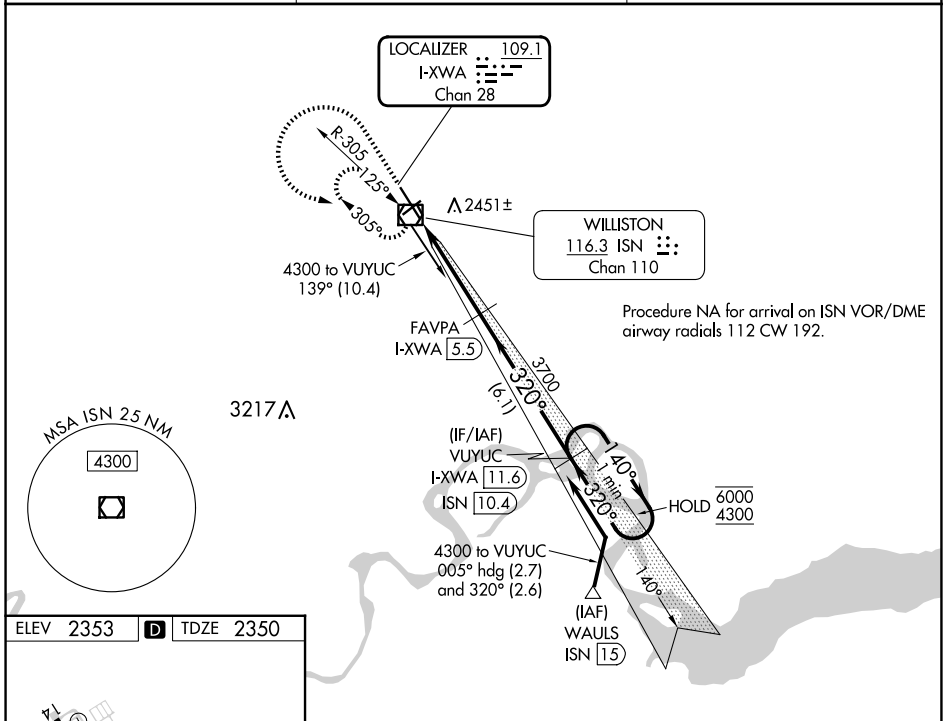 LOCALIZER 109.1
I-XWA
Chan 28
R-305
125°
305°
2451±
WILLISTON
116.3 ISN
Chan 110
4300 to VUYUC
139° (10.4)
Procedure NA for arrival on ISN VOR/DME
airway radials 112 CW 192.
FAVPA
I-XWA 5.5
3700
320°
(6.1)
MSA ISN 25 NM
4300
3217
(IF/IAF)
VUYUC
I-XWA 11.6
ISN 10.4
140°
1 min
320°
HOLD 6000
4300
4300 to VUYUC
005° hdg (2.7)
and 320° (2.6)
140°
(IAF)
WAULS
ISN 15
ELEV 2353 D TDZE 2350
14